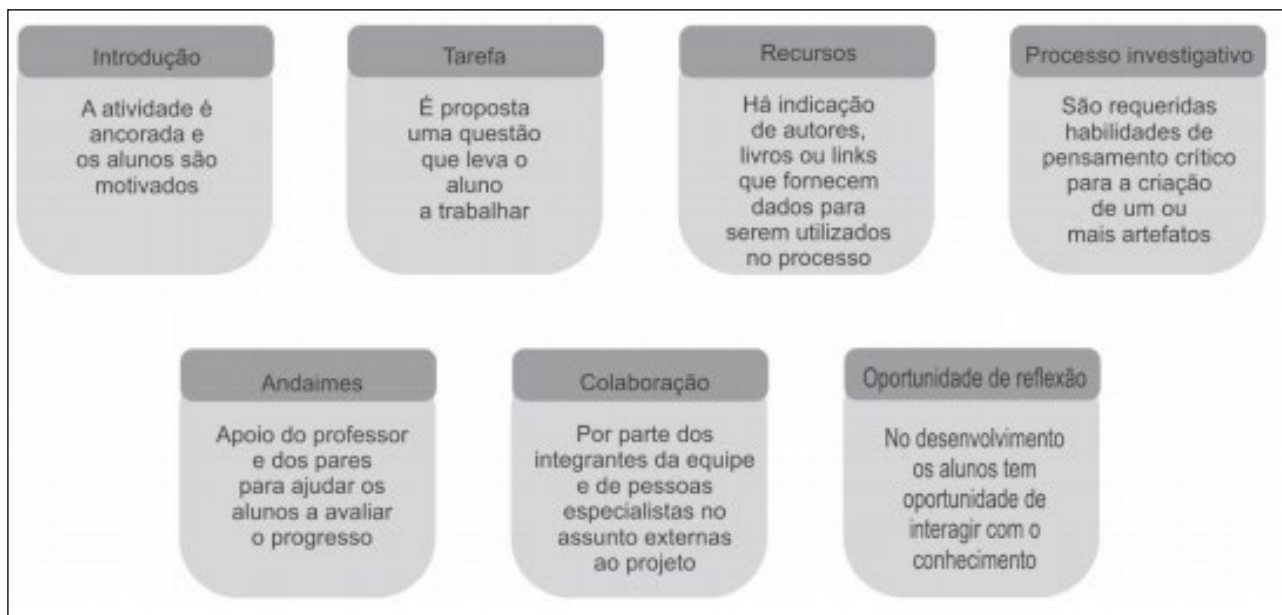 Introdução
A atividade é
ancorada e
os alunos são
motivados
Tarefa
É proposta
uma questão
que leva o
aluno
a trabalhar
Recursos
Há indicação
de autores,
livros ou links
que fornecem
dados para
serem utilizados
no processo
Processo investigativo
São requeridas
habilidades de
pensamento crítico
para a criação
de um ou
mais artefatos
Andaimes
Apoio do professor
e dos pares
para ajudar os
alunos a avaliar
o progresso
Colaboração
Por parte dos
integrantes da equipe
e de pessoas
especialistas no
assunto externas
ao projeto
Oportunidade de reflexão
No desenvolvimento
os alunos tem
oportunidade de
interagir com o
conhecimento